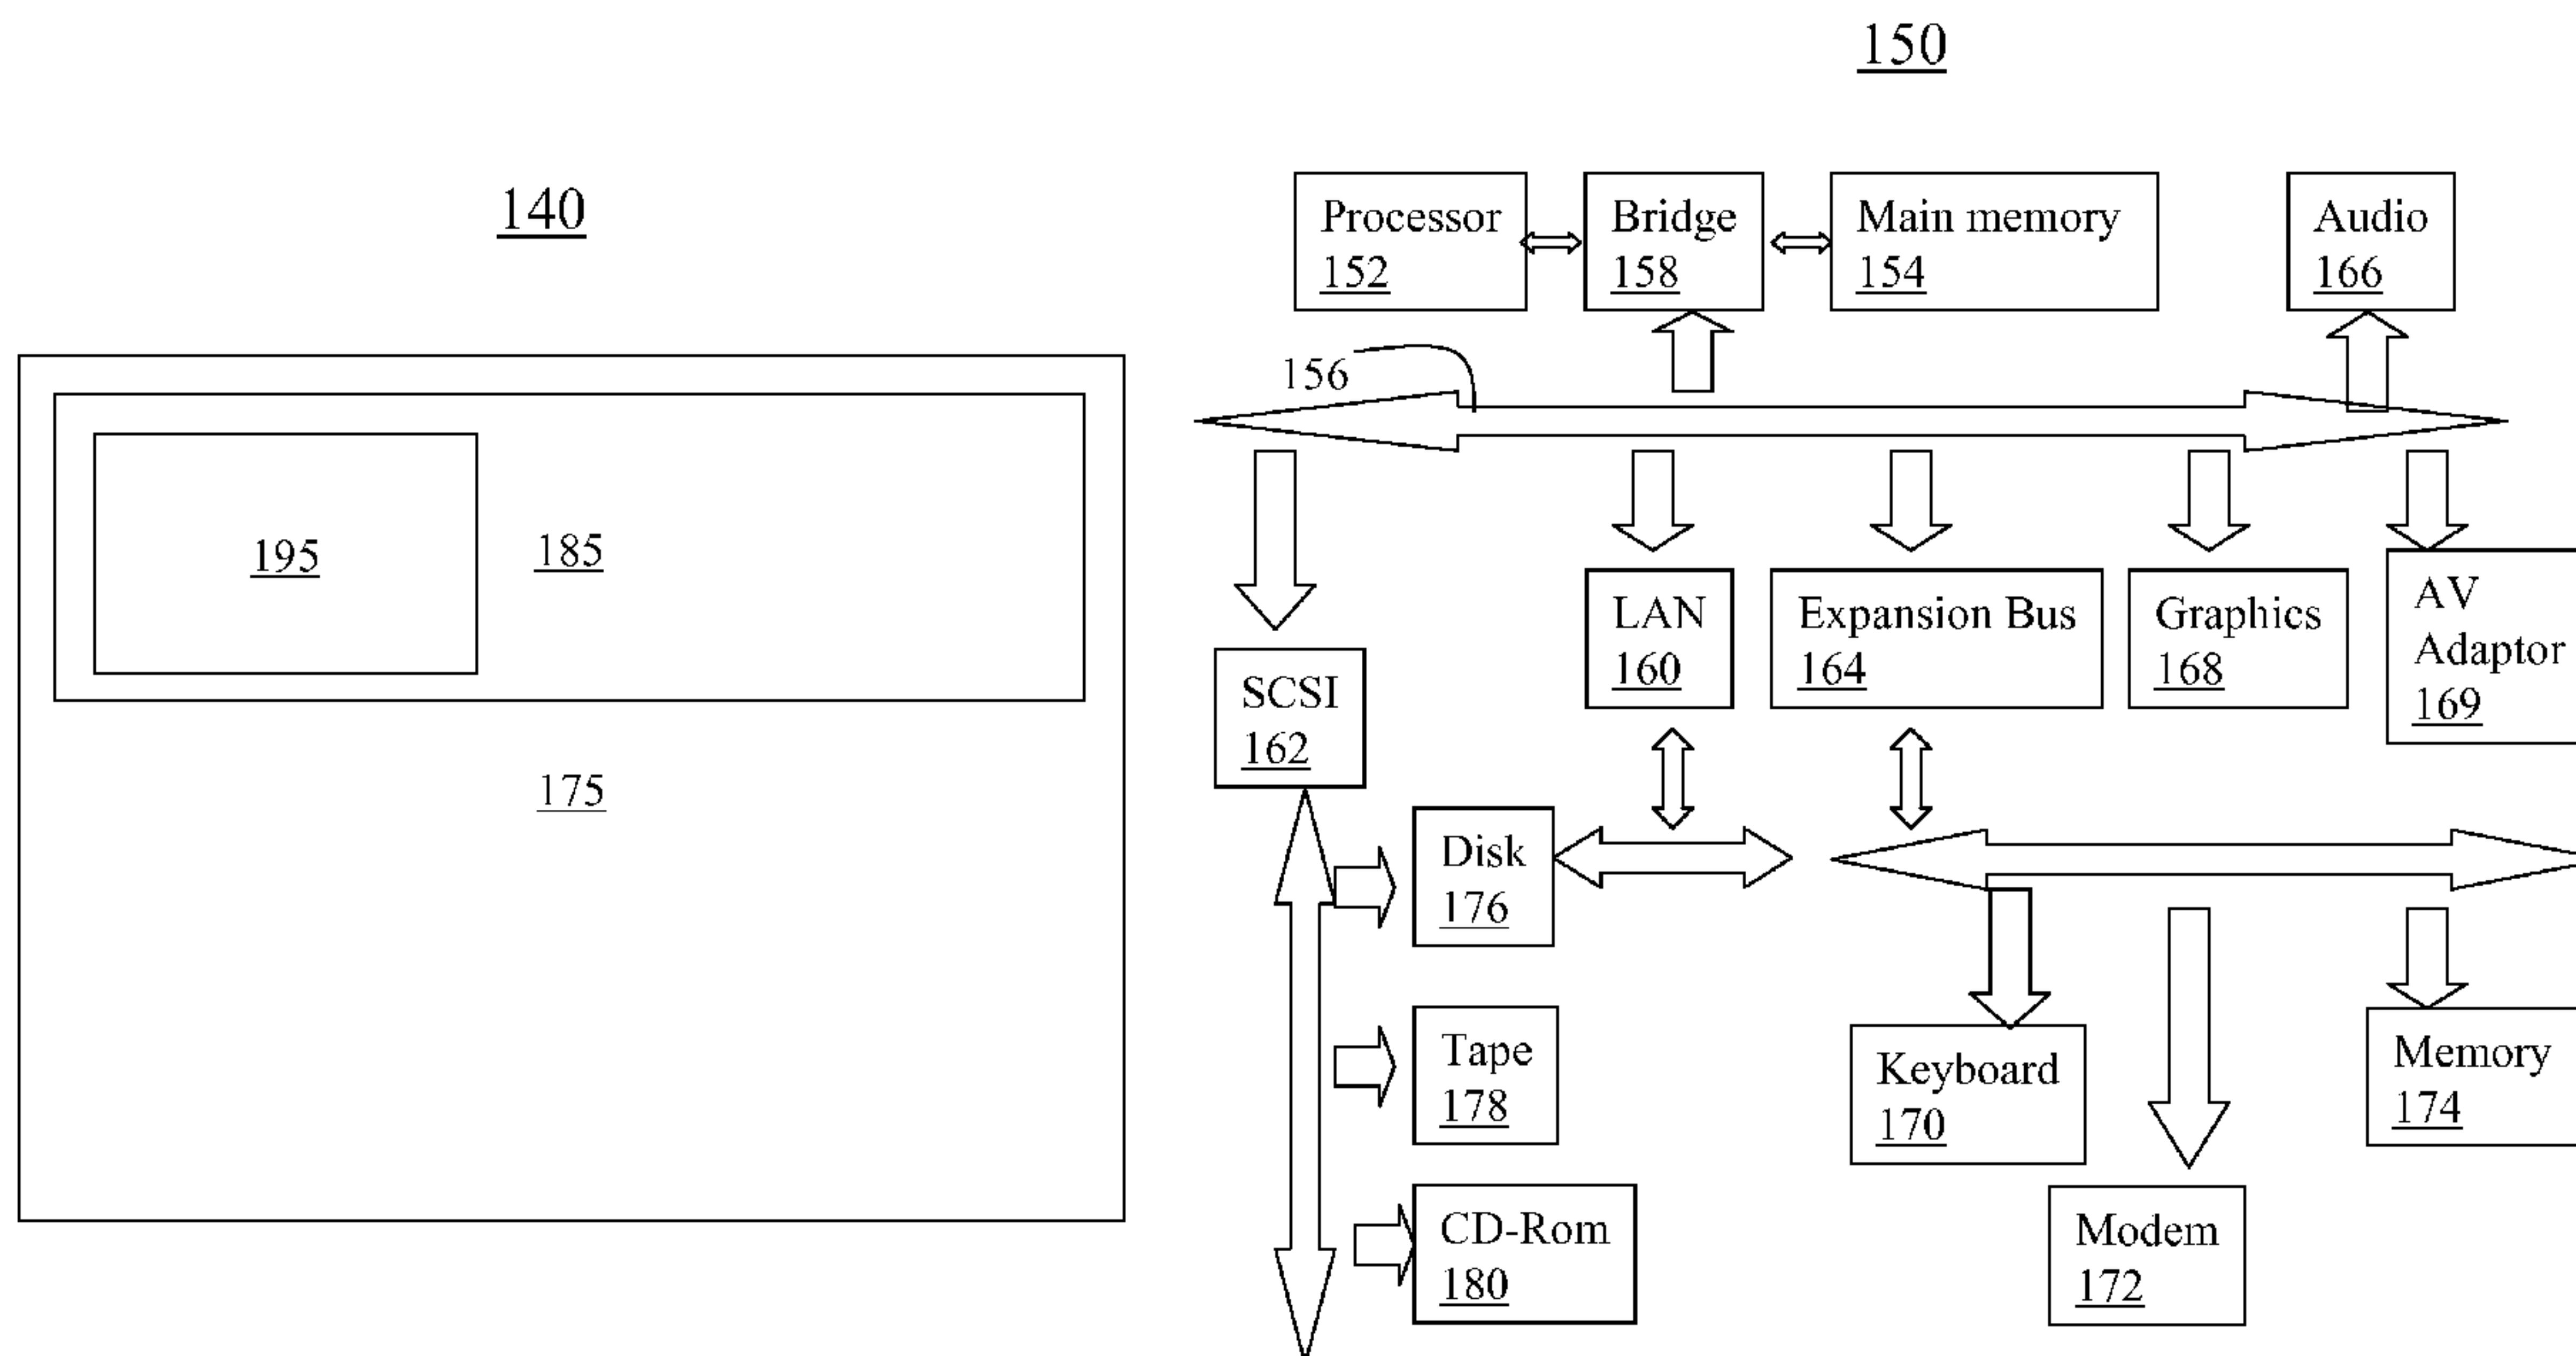 150
140
Processor
152
Bridge
158
Main memory
154
Audio
166
156
195
185
175
SCSI
162
LAN
160
Expansion Bus
164
Graphics
168
AV
Adaptor
169
Disk
176
Tape
178
CD-Rom
180
Keyboard
170
Modem
172
Memory
174